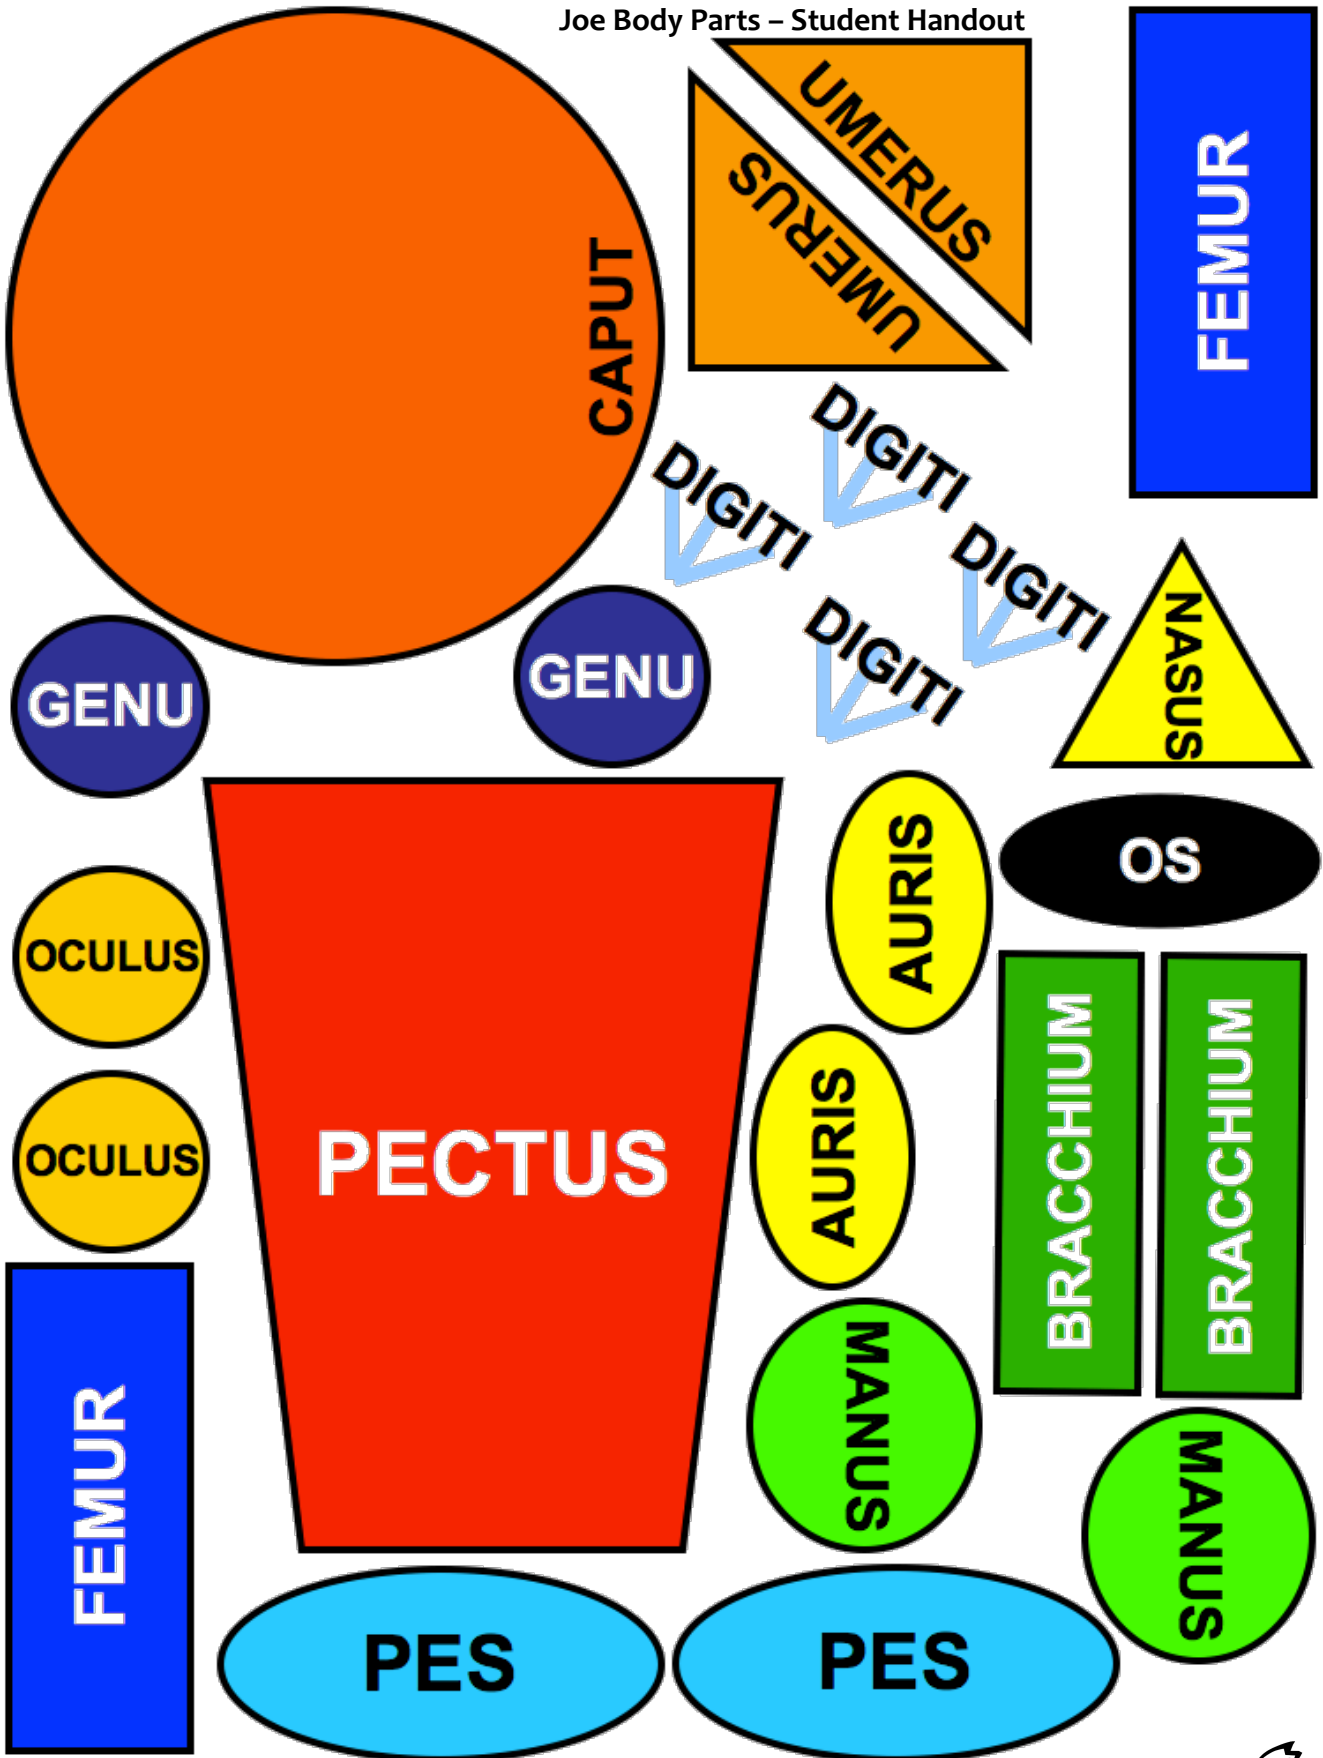 Joe Body Parts – Student Handout
CAPUT
UMERUS
UMERUS
FEMUR
DIGITI
DIGITI
DIGITI
DIGITI
NASUS
GENU
GENU
OCULUS
OCULUS
PECTUS
AURIS
AURIS
OS
BRACCHIUM
BRACCHIUM
MANUS
MANUS
FEMUR
PES
PES